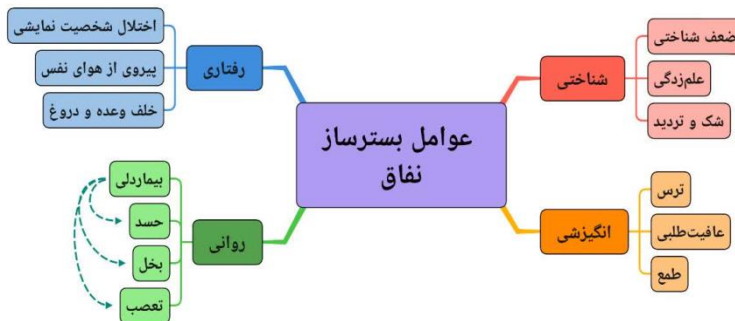 عوامل بسترساز
نفاق
شناختی
ضعف شناختی
علم‌زدگی
شک و تردید
انگیزشی
ترس
عافیت‌طلبی
طمع
رفتاری
اختلال شخصیت نمایشی
پیروی از هوای نفس
خلف وعده و دروغ
روانی
بیماردلی
حسد
بخل
تعصب